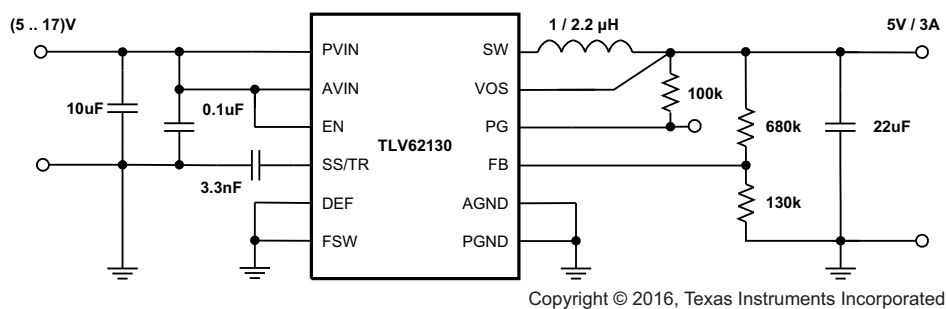 (5 .. 17)V
1 / 2.2 µH
5V / 3A
PVIN
SW
AVIN
VOS
10uF
0.1uF
100k
EN
PG
680k
22uF
TLV62130
SS/TR
FB
3.3nF
DEF
AGND
130k
FSW
PGND
Copyright © 2016, Texas Instruments Incorporated